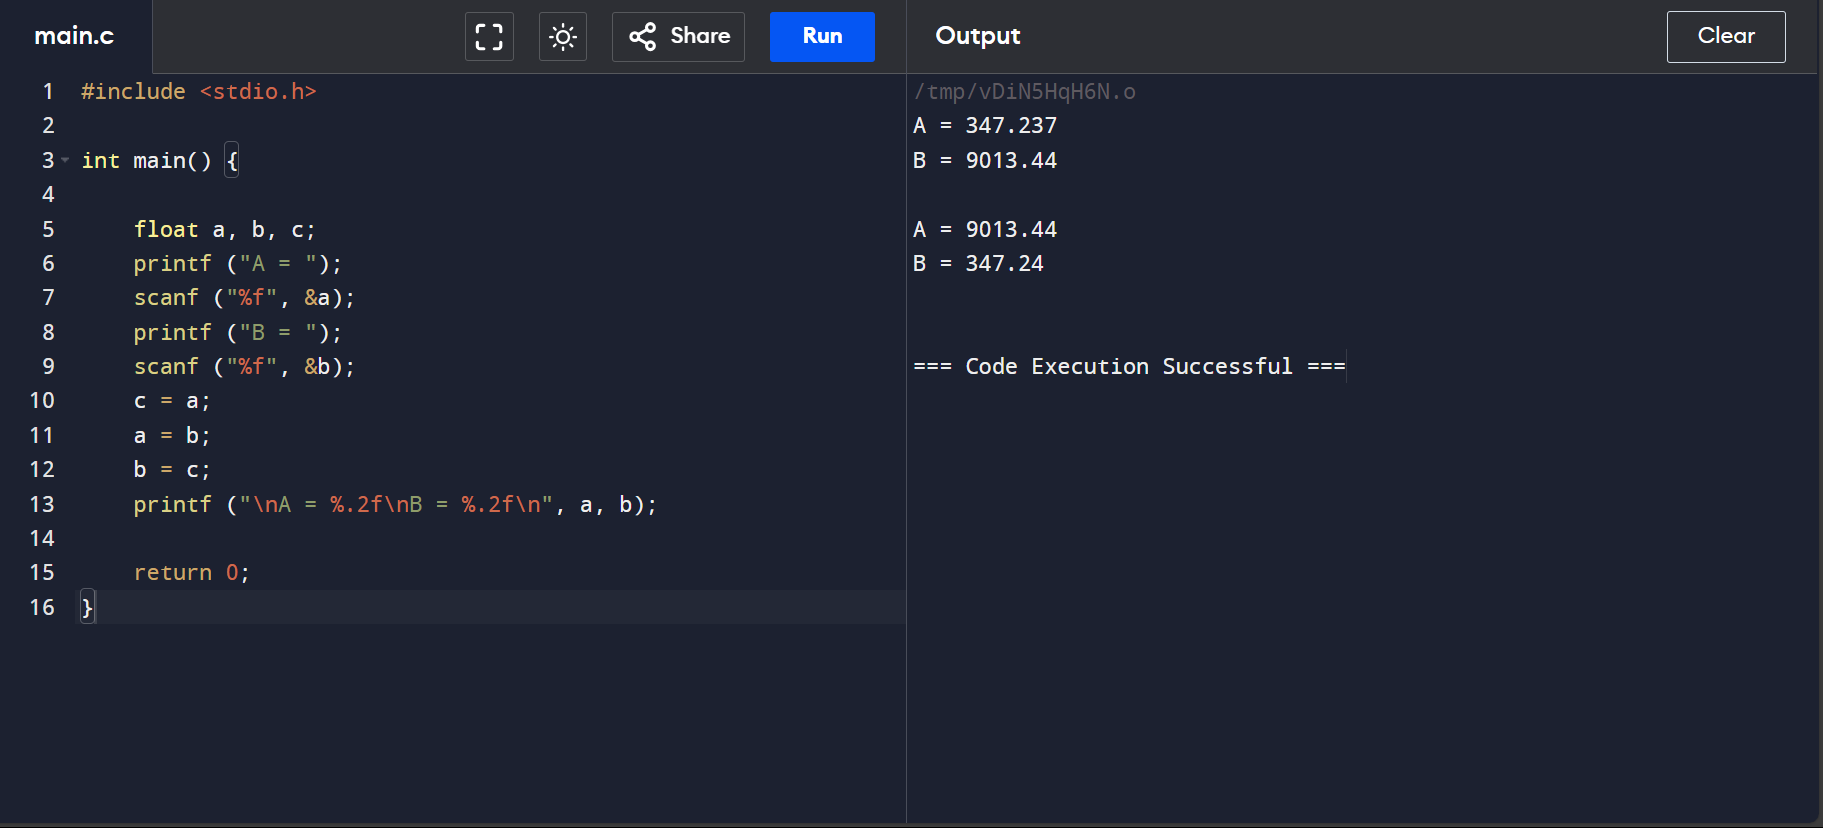 main.c
Share
Run
Output
Clear
1 #include <stdio.h>
2
3 int main() {
4
5     float a, b, c;
6     printf ("A = ");
7     scanf ("%f", &a);
8     printf ("B = ");
9     scanf ("%f", &b);
10     c = a;
11     a = b;
12     b = c;
13     printf ("\nA = %.2f\nB = %.2f\n", a, b);
14
15     return 0;
16 }
/tmp/vDiN5HqH6N.o
A = 347.237
B = 9013.44

A = 9013.44
B = 347.24

=== Code Execution Successful ===